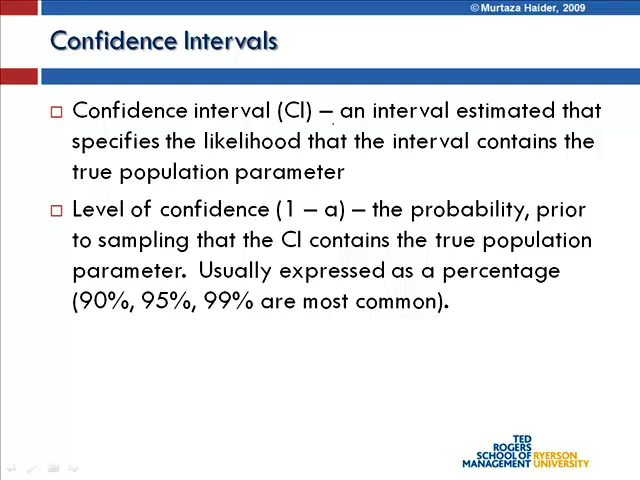 © Murtaza Haider, 2009
Confidence Intervals
Confidence interval (CI) – an interval estimated that
specifies the likelihood that the interval contains the
true population parameter
Level of confidence (1 – a) – the probability, prior
to sampling that the CI contains the true population
parameter. Usually expressed as a percentage
(90%, 95%, 99% are most common).
TED
ROGERS
SCHOOL OF RYERSON
MANAGEMENT UNIVERSITY